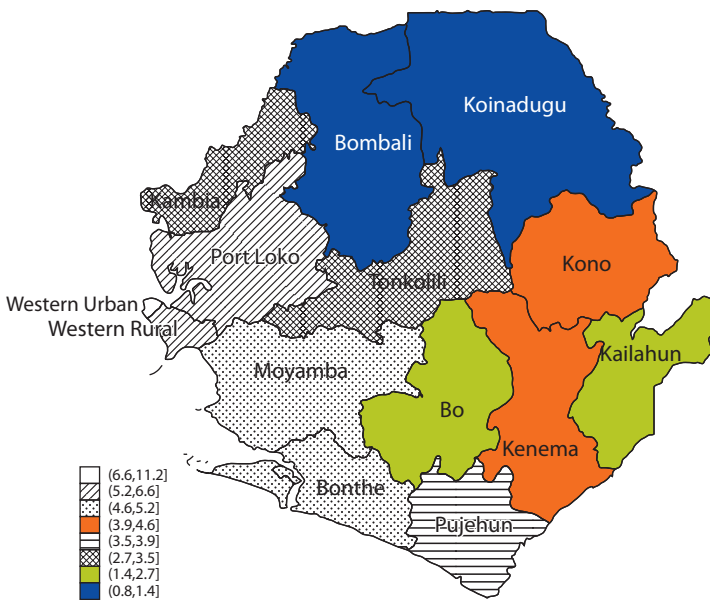 Koinadugu
Bombali
Kambia
Port Loko
Kono
Tonkolili
Western Urban
Western Rural
Kailahun
Moyamba
Bo
Kenema
Bonthe
Pujehun
(6.6,11.2]
(5.2,6.6]
(4.6,5.2]
(3.9,4.6]
(3.5,3.9]
(2.7,3.5]
(1.4,2.7]
(0.8,1.4]